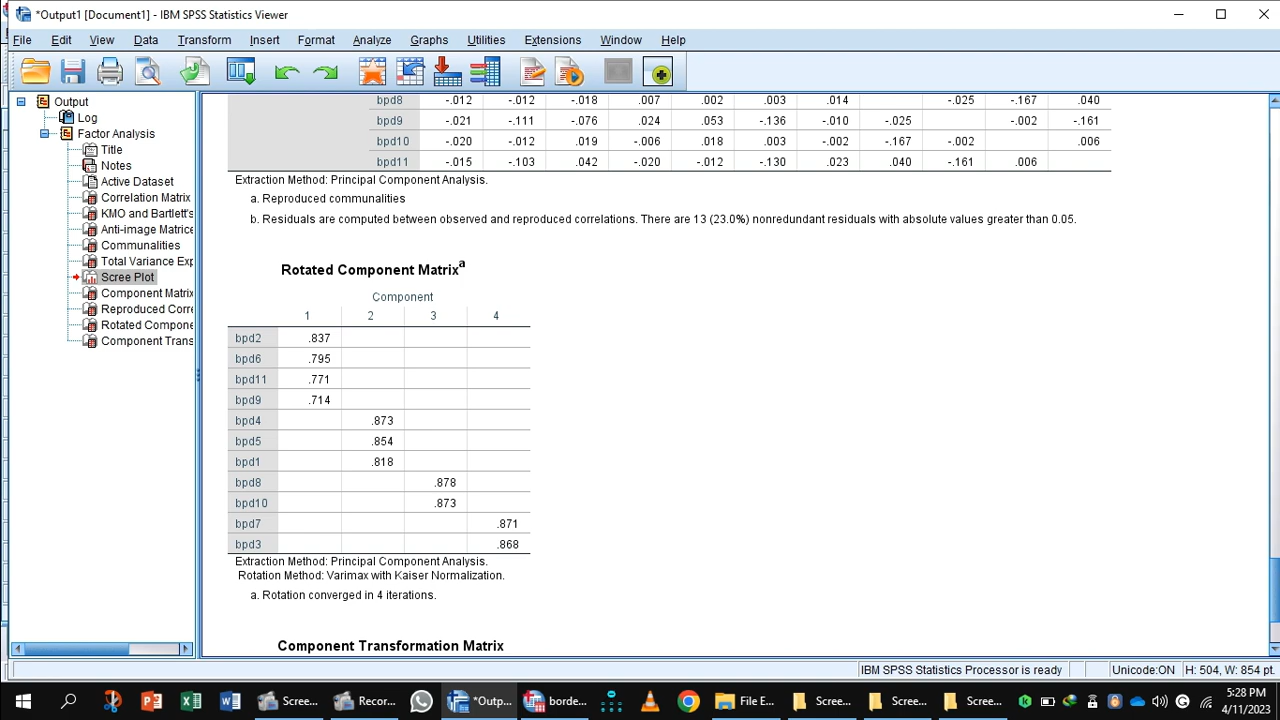 *Output1 [Document1] - IBM SPSS Statistics Viewer
File Edit View Data Transform Insert Format Analyze Graphs Utilities Extensions Window Help
Output
Log
Factor Analysis
Title
Notes
Active Dataset
Correlation Matrix
KMO and Bartlett's
Anti-image Matrice
Communalities
Total Variance Exp
Scree Plot
Component Matrix
Reproduced Corre
Rotated Compone
Component Trans
bpd8 -.012 -.012 -.018 .007 .002 .003 .014 -.025 -.167 .040
bpd9 -.021 -.111 -.076 .024 .053 -.136 -.010 -.025 -.002 -.161
bpd10 -.020 -.012 .019 -.006 .018 .003 -.002 -.167 -.002 .006
bpd11 -.015 -.103 .042 -.020 -.012 -.130 .023 .040 -.161 .006
Extraction Method: Principal Component Analysis.
a. Reproduced communalities
b. Residuals are computed between observed and reproduced correlations. There are 13 (23.0%) nonredundant residuals with absolute values greater than 0.05.
Rotated Component Matrixa
Component
1 2 3 4
bpd2 .837
bpd6 .795
bpd11 .771
bpd9 .714
bpd4 .873
bpd5 .854
bpd1 .818
bpd8 .878
bpd10 .873
bpd7 .871
bpd3 .868
Extraction Method: Principal Component Analysis.
Rotation Method: Varimax with Kaiser Normalization.
a. Rotation converged in 4 iterations.
Component Transformation Matrix
IBM SPSS Statistics Processor is ready Unicode:ON H: 504, W: 854 pt.
Scree... Recor... *Outp... borde... File E... Scree... Scree... Scree...
5:28 PM
4/11/2023